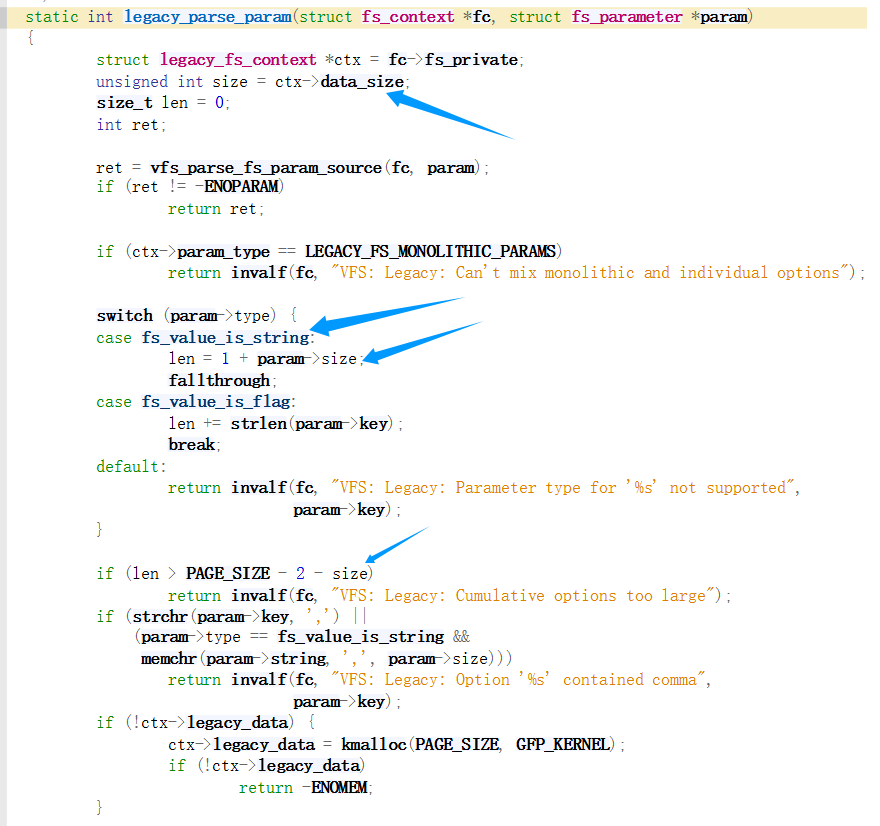 static int legacy_parse_param(struct fs_context *fc, struct fs_parameter *param)
{
struct legacy_fs_context *ctx = fc->fs_private;
unsigned int size = ctx->data_size;
size_t len = 0;
int ret;
ret = vfs_parse_fs_param_source(fc, param);
if (ret != -ENOPARAM)
return ret;
if (ctx->param_type == LEGACY_FS_MONOLITHIC_PARAMS)
return invalf(fc, "VFS: Legacy: Can't mix monolithic and individual options");
switch (param->type) {
case fs_value_is_string:
len = 1 + param->size;
fallthrough;
case fs_value_is_flag:
len += strlen(param->key);
break;
default:
return invalf(fc, "VFS: Legacy: Parameter type for '%s' not supported",
param->key);
}
if (len > PAGE_SIZE - 2 - size)
return invalf(fc, "VFS: Legacy: Cumulative options too large");
if (strchr(param->key, ',') ||
(param->type == fs_value_is_string &&
memchr(param->string, ',', param->size)))
return invalf(fc, "VFS: Legacy: Option '%s' contained comma",
param->key);
if (!ctx->legacy_data) {
ctx->legacy_data = kmalloc(PAGE_SIZE, GFP_KERNEL);
if (!ctx->legacy_data)
return -ENOMEM;
}